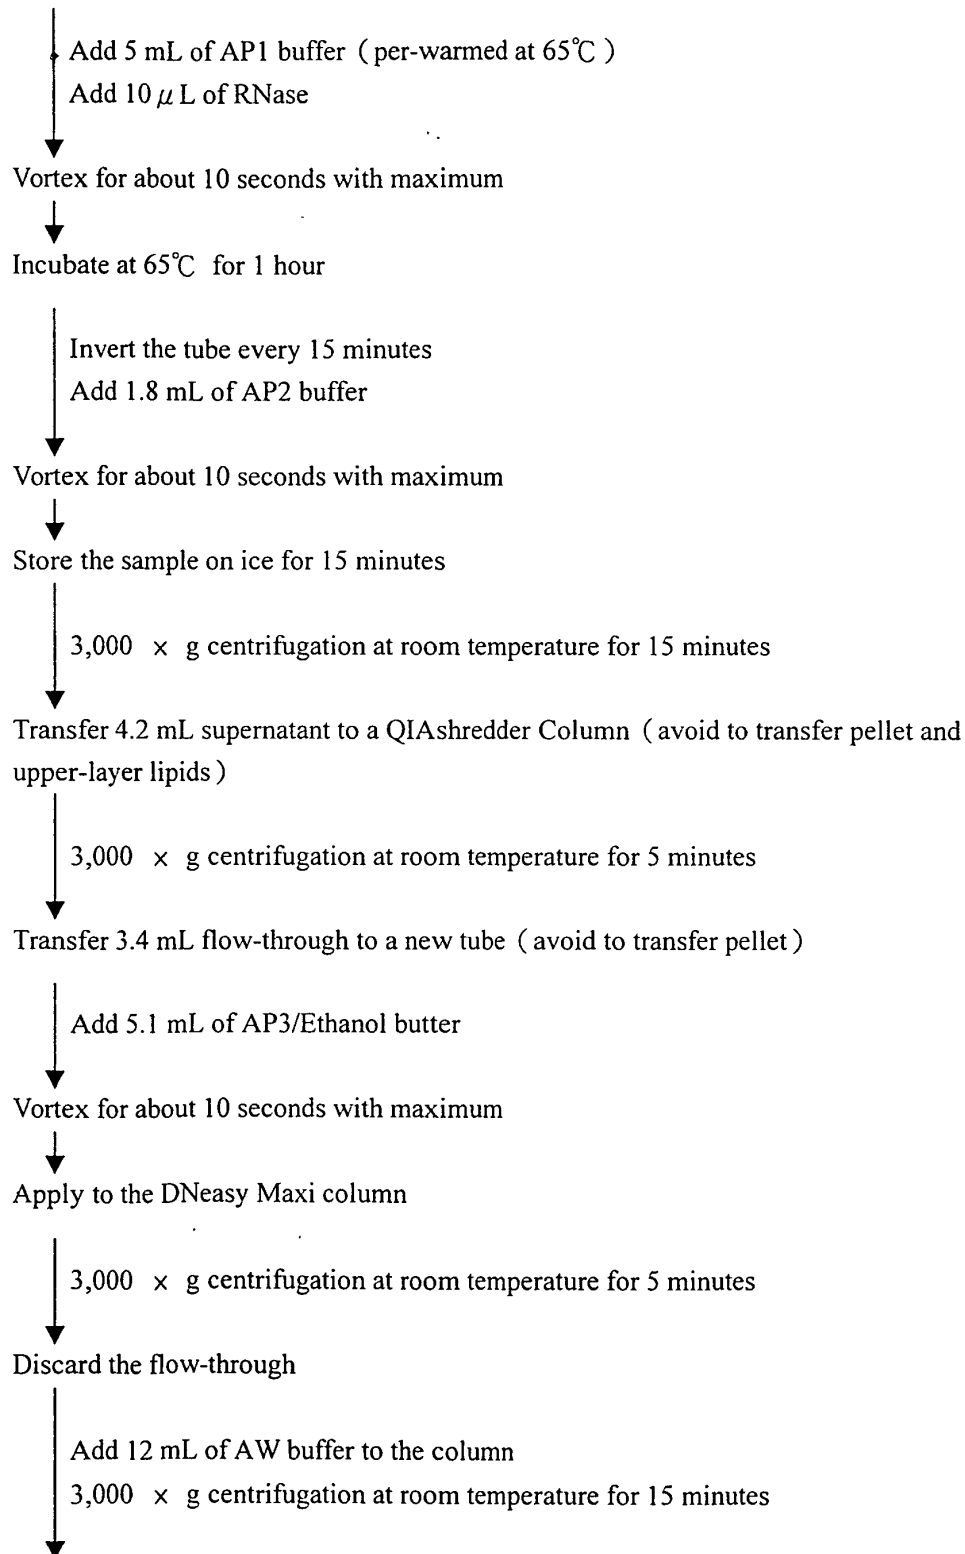 Add 5 mL of AP1 buffer (per-warmed at 65℃)
Add 10 μL of RNase
Vortex for about 10 seconds with maximum
Incubate at 65℃ for 1 hour
Invert the tube every 15 minutes
Add 1.8 mL of AP2 buffer
Vortex for about 10 seconds with maximum
Store the sample on ice for 15 minutes
3,000 × g centrifugation at room temperature for 15 minutes
Transfer 4.2 mL supernatant to a QIAshredder Column (avoid to transfer pellet and
upper-layer lipids)
3,000 × g centrifugation at room temperature for 5 minutes
Transfer 3.4 mL flow-through to a new tube (avoid to transfer pellet)
Add 5.1 mL of AP3/Ethanol butter
Vortex for about 10 seconds with maximum
Apply to the DNeasy Maxi column
3,000 × g centrifugation at room temperature for 5 minutes
Discard the flow-through
Add 12 mL of AW buffer to the column
3,000 × g centrifugation at room temperature for 15 minutes